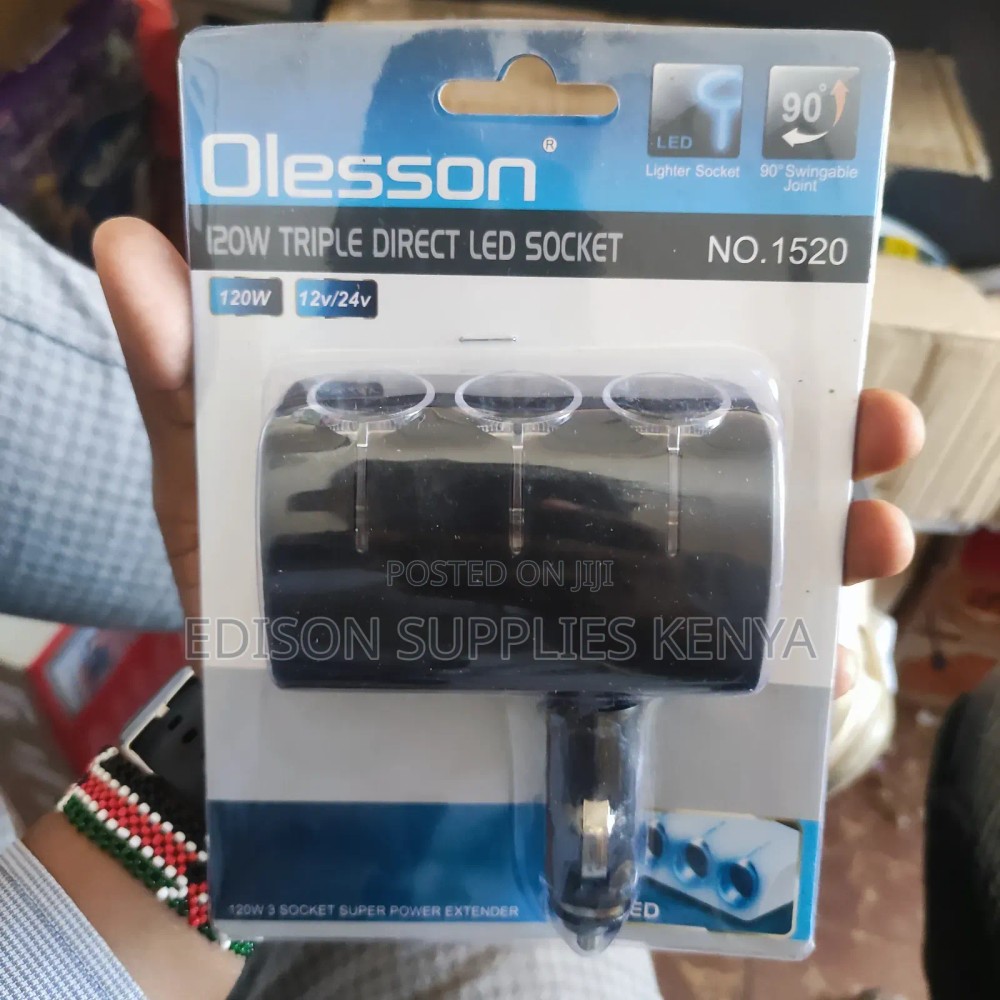 Olesson®
LED
Lighter Socket
90°
90° Swingable
Joint
120W TRIPLE DIRECT LED SOCKET
NO.1520
120W
12v/24v
POSTED ON JIJI
EDISON SUPPLIES KENYA
120W 3 SOCKET SUPER POWER EXTENDER